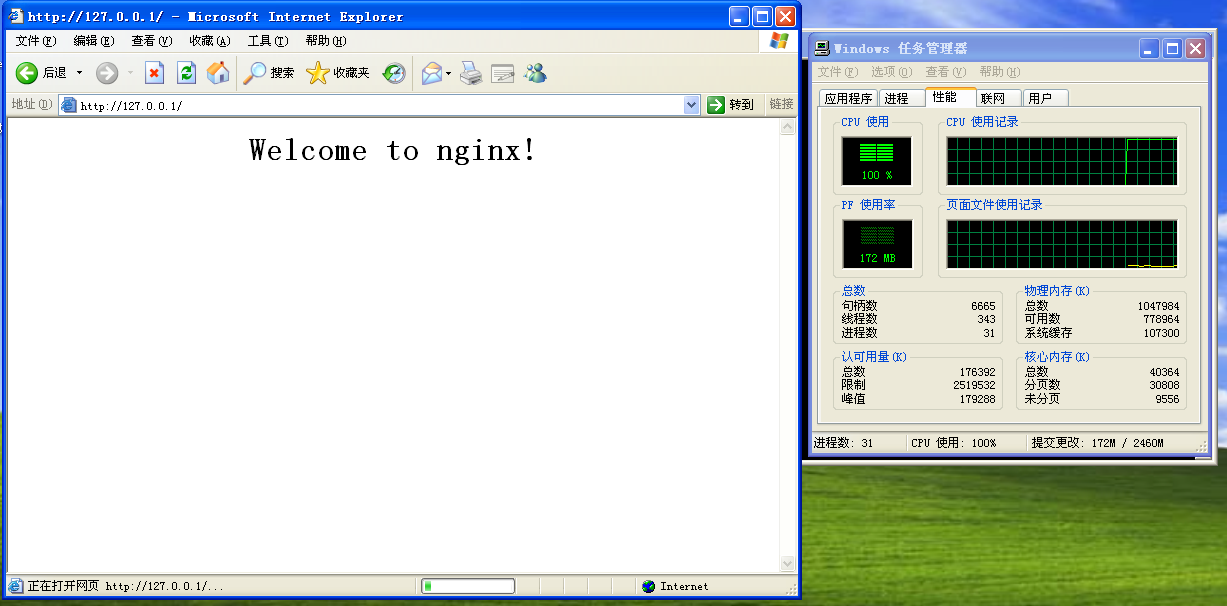 http://127.0.0.1/ - Microsoft Internet Explorer
文件(F) 编辑(E) 查看(V) 收藏(A) 工具(T) 帮助(H)
后退 搜索 收藏夹
地址(D) http://127.0.0.1/ 转到 链接
Welcome to nginx!
正在打开网页 http://127.0.0.1/... Internet
Windows 任务管理器
文件(F) 选项(O) 查看(V) 帮助(H)
应用程序 进程 性能 联网 用户
CPU 使用 CPU 使用记录
100 %
PF 使用率 页面文件使用记录
172 MB
总数
句柄数 6665
线程数 343
进程数 31
物理内存(K)
总数 1047984
可用数 778964
系统缓存 107300
认可用量(K)
总数 176392
限制 2519532
峰值 179288
核心内存(K)
总数 40364
分页数 30808
未分页 9556
进程数: 31 CPU 使用: 100% 提交更改: 172M / 2460M